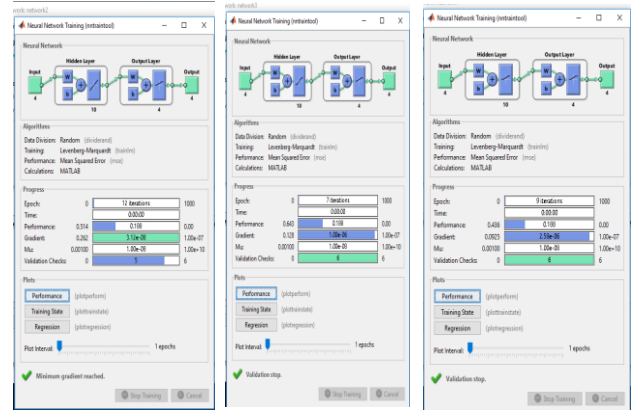 work: network2
Neural Network Training (nntraintool)
Neural Network
Hidden Layer Output Layer
Input Output
W
b
W
b
4 4
10 4
Algorithms
Data Division: Random (dividerand)
Training: Levenberg-Marquardt (trainlm)
Performance: Mean Squared Error (mse)
Calculations: MATLAB
Progress
Epoch: 0 12 iterations 1000
Time: 0:00:00
Performance: 0.514 0.188 0.00
Gradient: 0.262 1.00e-07
Mu: 0.00100 1.00e-09 1.00e-10
Validation Checks: 0 5 6
Plots
Performance (plotperform)
Training State (plottrainstate)
Regression (plotregression)
Plot Interval: 1 epochs
Minimum gradient reached.
Stop Training Cancel
work: network3
Neural Network Training (nntraintool)
Neural Network
Hidden Layer Output Layer
Input Output
W
b
W
b
4 4
10 4
Algorithms
Data Division: Random (dividerand)
Training: Levenberg-Marquardt (trainlm)
Performance: Mean Squared Error (mse)
Calculations: MATLAB
Progress
Epoch: 0 7 iterations 1000
Time: 0:00:00
Performance: 0.643 0.188 0.00
Gradient: 0.128 1.00e-07
Mu: 0.00100 1.00e-09 1.00e-10
Validation Checks: 0 6 6
Plots
Performance (plotperform)
Training State (plottrainstate)
Regression (plotregression)
Plot Interval: 1 epochs
Validation stop.
Stop Training Cancel
Neural Network Training (nntraintool)
Neural Network
Hidden Layer Output Layer
Input Output
W
b
W
b
4 4
10 4
Algorithms
Data Division: Random (dividerand)
Training: Levenberg-Marquardt (trainlm)
Performance: Mean Squared Error (mse)
Calculations: MATLAB
Progress
Epoch: 0 9 iterations 1000
Time: 0:00:00
Performance: 0.436 0.188 0.00
Gradient: 0.0925 1.00e-07
Mu: 0.00100 1.00e-09 1.00e-10
Validation Checks: 0 6 6
Plots
Performance (plotperform)
Training State (plottrainstate)
Regression (plotregression)
Plot Interval: 1 epochs
Validation stop.
Stop Training Cancel